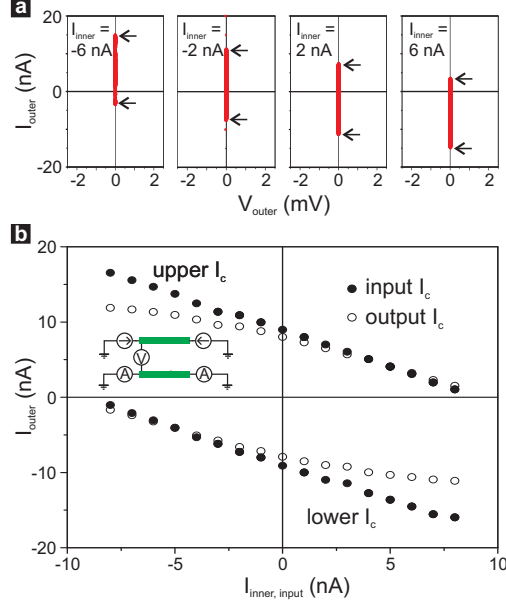 a
I_inner = -6 nA
I_inner = -2 nA
I_inner = 2 nA
I_inner = 6 nA
I_outer (nA)
20
0
-20
-2 0 2 -2 0 2 -2 0 2 -2 0 2
V_outer (mV)
b
20
upper I_c
input I_c
output I_c
10
V
A A
I_outer (nA)
0
-10
lower I_c
-20
-10 -5 0 5 10
I_inner, input (nA)